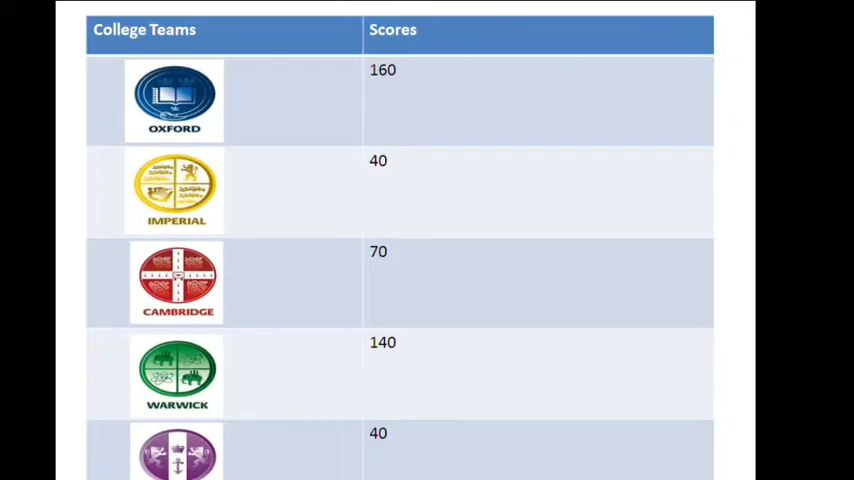 College Teams Scores
160
OXFORD
40
IMPERIAL
70
CAMBRIDGE
140
WARWICK
40